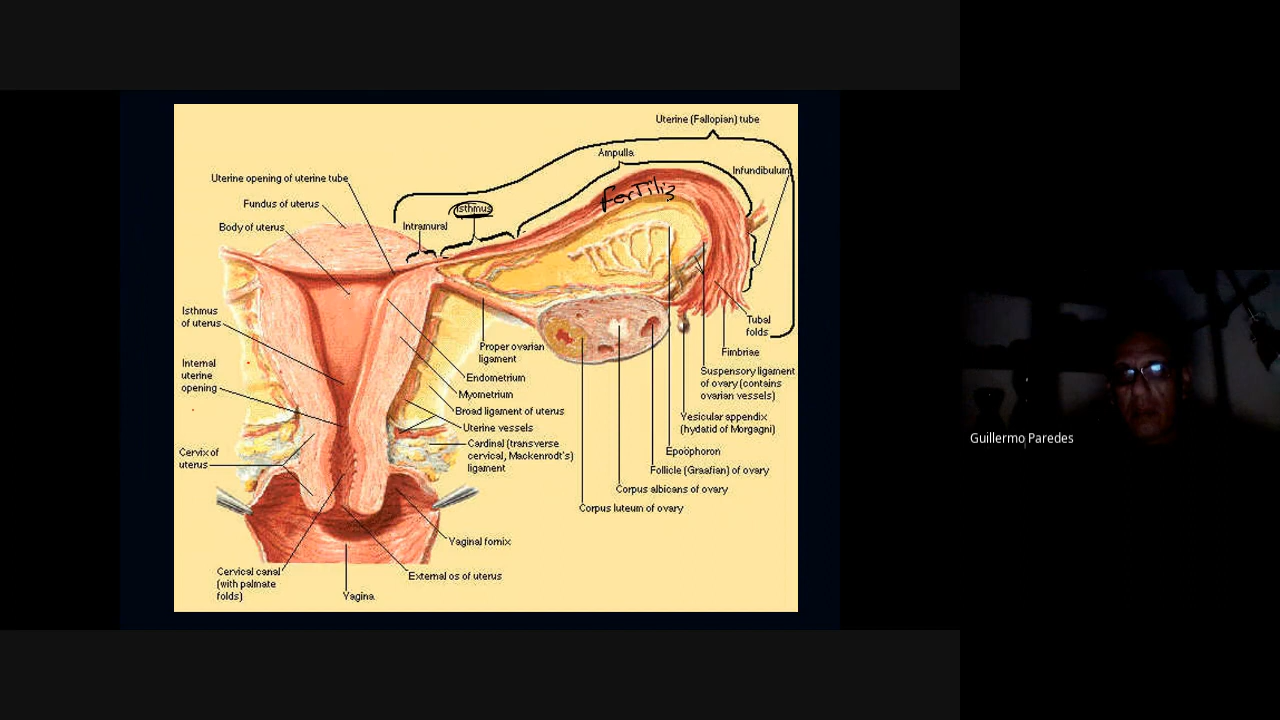 Uterine (Fallopian) tube
Ampulla
Infundibulum
Uterine opening of uterine tube
fertiliz
Fundus of uterus
Isthmus
Body of uterus
Intramural
Isthmus
of uterus
Tubal
folds
Proper ovarian
ligament
Fimbriae
Internal
uterine
opening
Suspensory ligament
of ovary (contains
ovarian vessels)
Endometrium
Myometrium
Broad ligament of uterus
Vesicular appendix
(hydatid of Morgagni)
Uterine vessels
Cardinal (transverse
cervical, Mackenrodt's)
ligament
Guillermo Paredes
Cervix of
uterus
Epoöphoron
Follicle (Graafian) of ovary
Corpus albicans of ovary
Corpus luteum of ovary
Vaginal fornix
Cervical canal
(with palmate
folds)
External os of uterus
Vagina